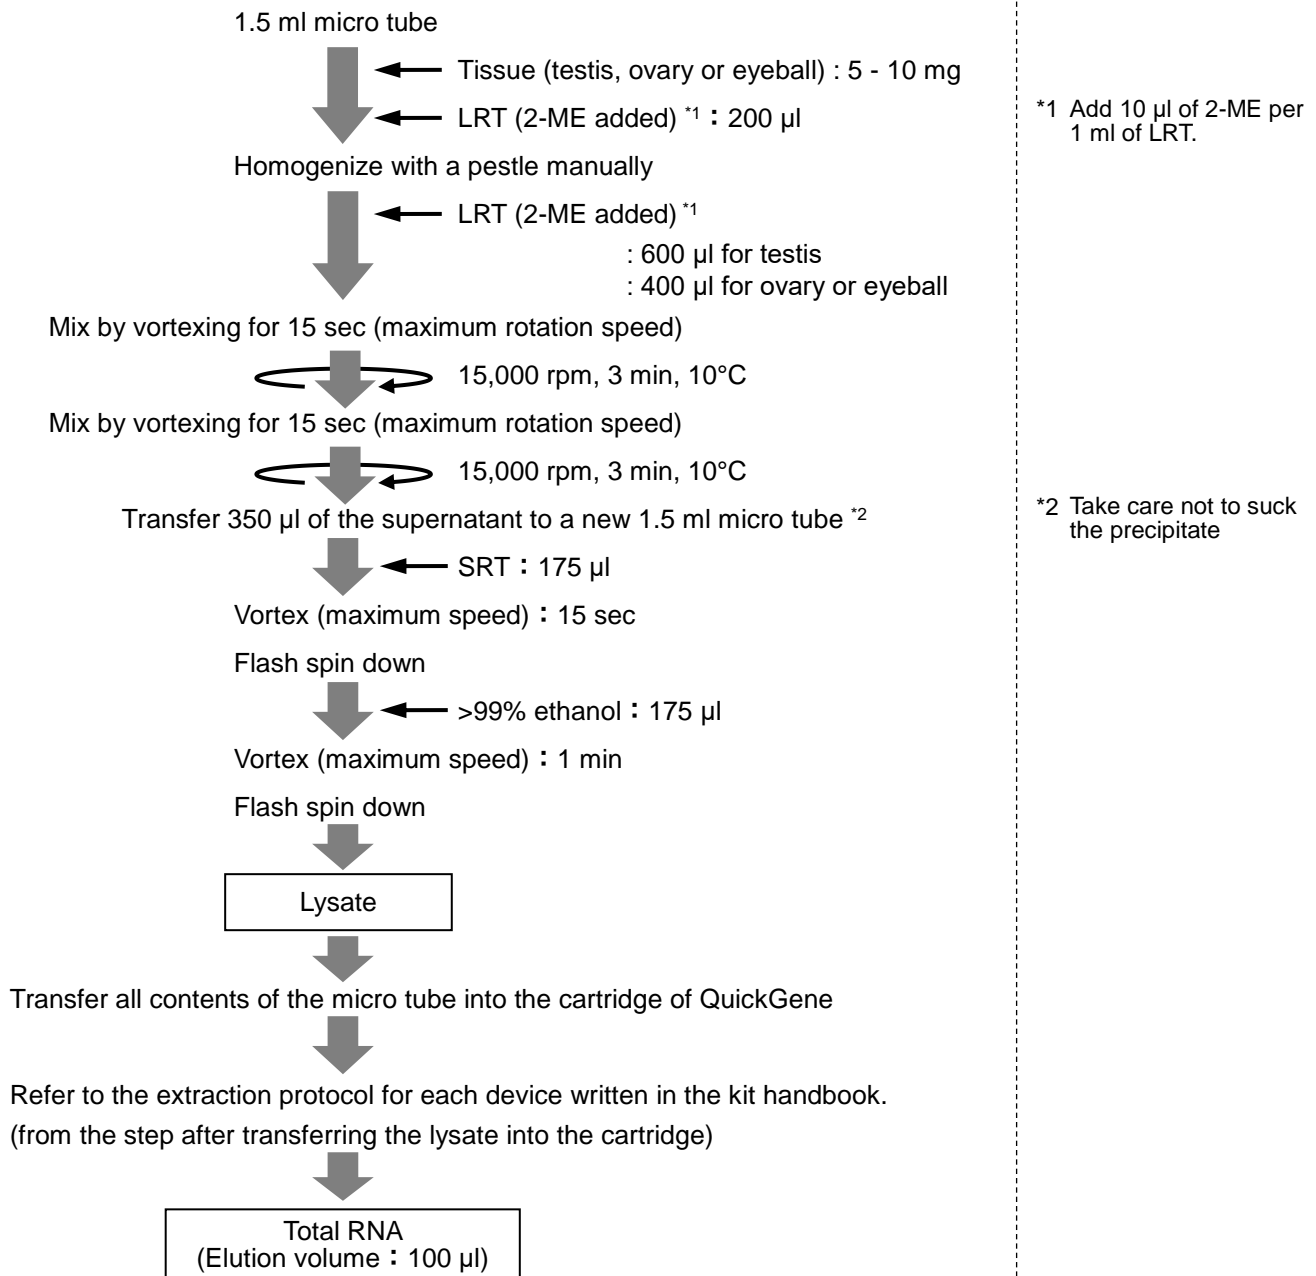 1.5 ml micro tube
Tissue (testis, ovary or eyeball) : 5 - 10 mg
LRT (2-ME added) *1 : 200 µl
*1 Add 10 µl of 2-ME per
1 ml of LRT.
Homogenize with a pestle manually
LRT (2-ME added) *1
: 600 µl for testis
: 400 µl for ovary or eyeball
Mix by vortexing for 15 sec (maximum rotation speed)
15,000 rpm, 3 min, 10°C
Mix by vortexing for 15 sec (maximum rotation speed)
15,000 rpm, 3 min, 10°C
Transfer 350 µl of the supernatant to a new 1.5 ml micro tube *2
*2 Take care not to suck
the precipitate
SRT : 175 µl
Vortex (maximum speed) : 15 sec
Flash spin down
>99% ethanol : 175 µl
Vortex (maximum speed) : 1 min
Flash spin down
Lysate
Transfer all contents of the micro tube into the cartridge of QuickGene
Refer to the extraction protocol for each device written in the kit handbook.
(from the step after transferring the lysate into the cartridge)
Total RNA
(Elution volume : 100 µl)